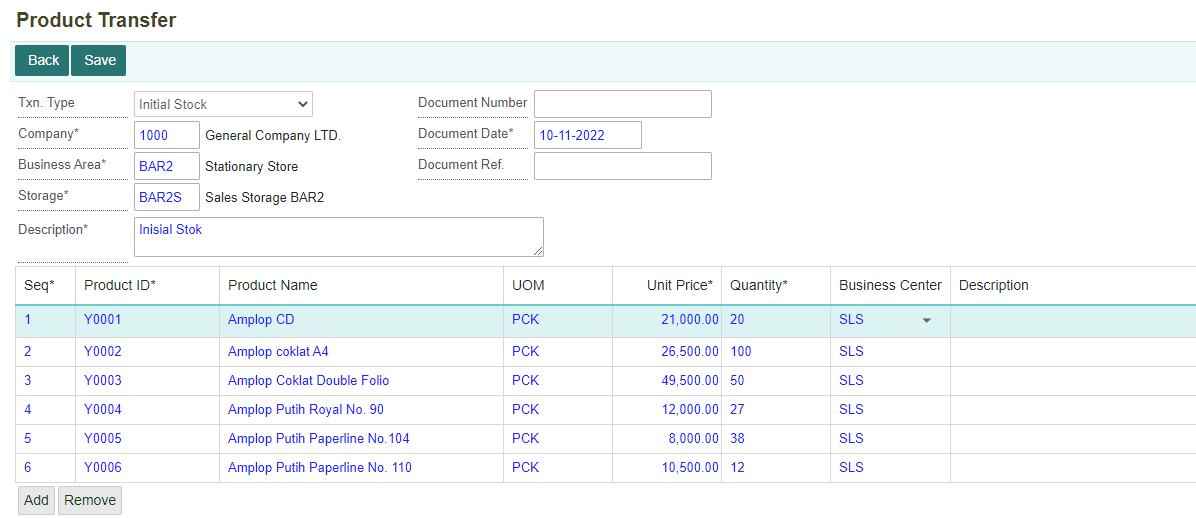 Product Transfer
Back Save
Txn. Type Initial Stock Document Number
Company* 1000 General Company LTD. Document Date* 10-11-2022
Business Area* BAR2 Stationary Store Document Ref.
Storage* BAR2S Sales Storage BAR2
Description* Inisial Stok
Seq* Product ID* Product Name UOM Unit Price* Quantity* Business Center Description
1 Y0001 Amplop CD PCK 21,000.00 20 SLS
2 Y0002 Amplop coklat A4 PCK 26,500.00 100 SLS
3 Y0003 Amplop Coklat Double Folio PCK 49,500.00 50 SLS
4 Y0004 Amplop Putih Royal No. 90 PCK 12,000.00 27 SLS
5 Y0005 Amplop Putih Paperline No.104 PCK 8,000.00 38 SLS
6 Y0006 Amplop Putih Paperline No. 110 PCK 10,500.00 12 SLS
Add Remove